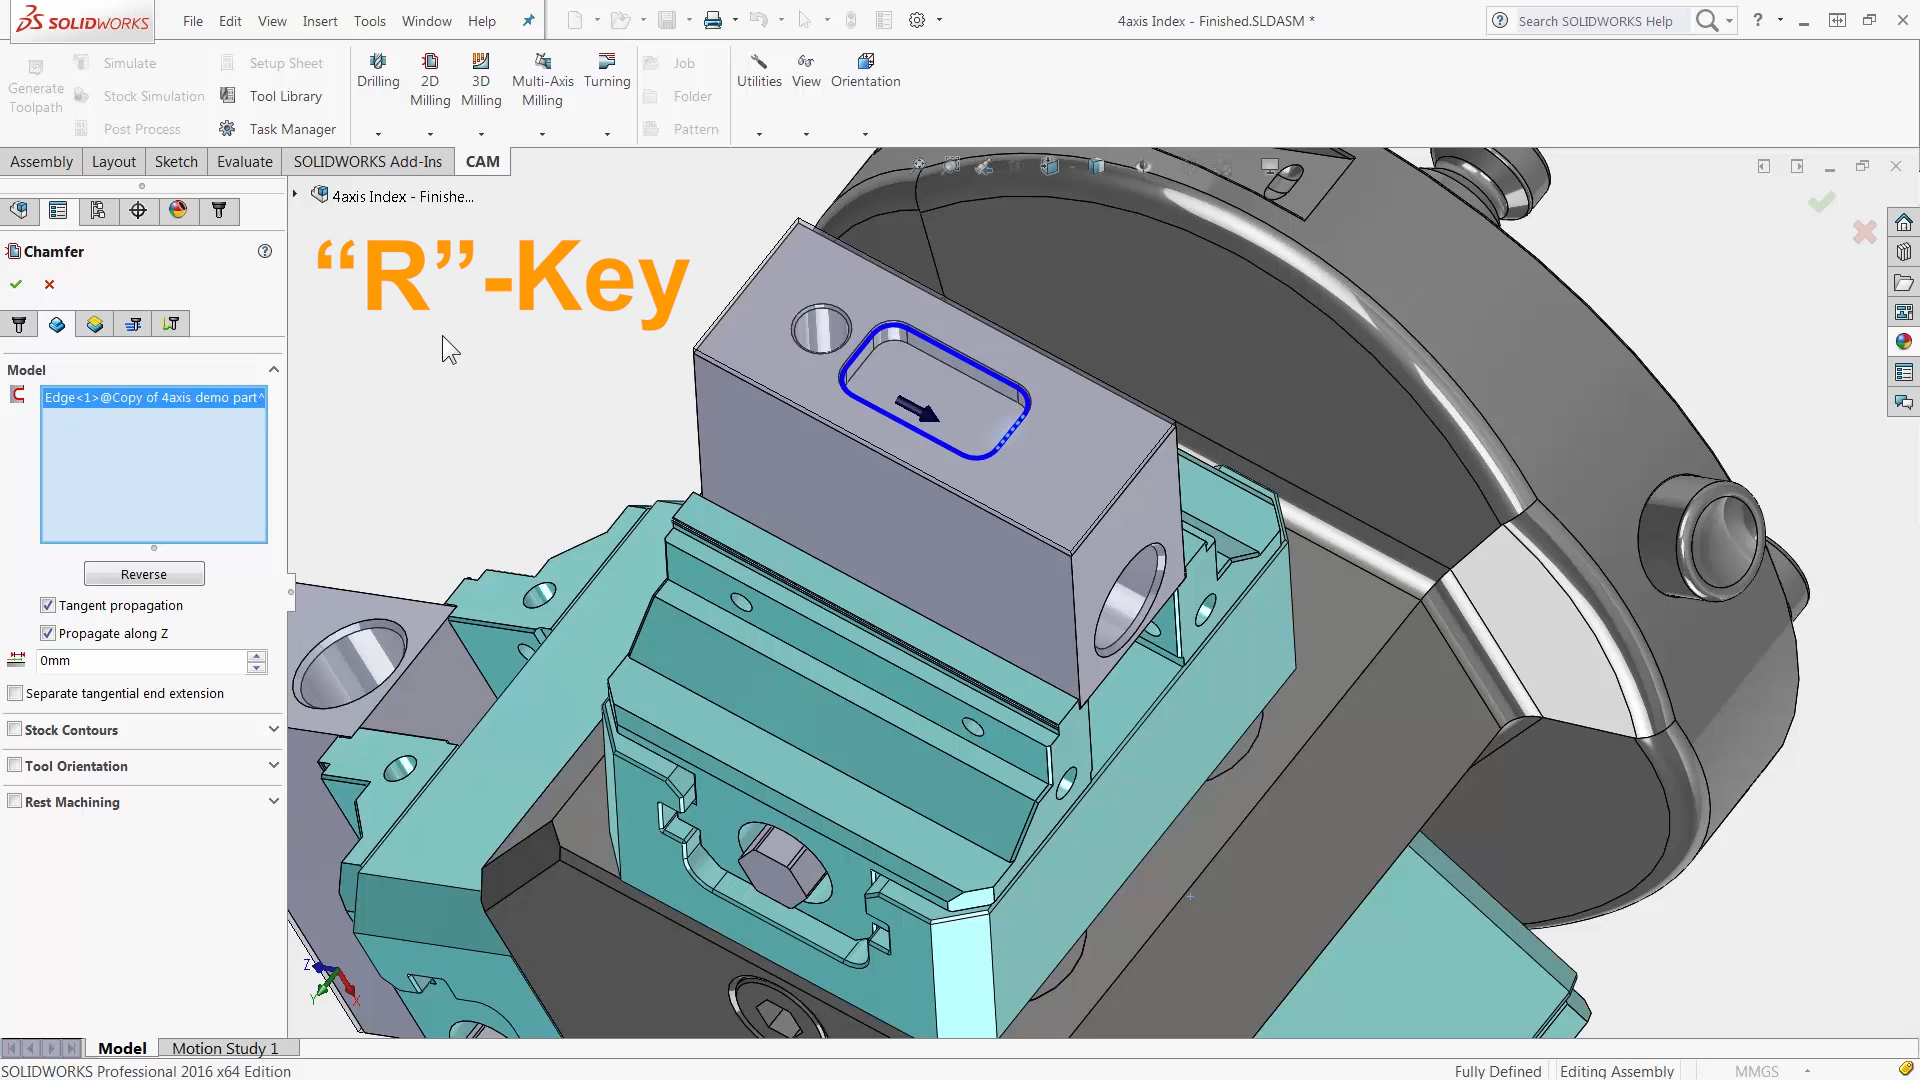 SOLIDWORKS
File Edit View Insert Tools Window Help
4axis Index - Finished.SLDASM *
Search SOLIDWORKS Help
Generate Toolpath
Simulate
Stock Simulation
Post Process
Setup Sheet
Tool Library
Task Manager
Drilling
2D Milling
3D Milling
Multi-Axis Milling
Turning
Job
Folder
Pattern
Utilities
View
Orientation
Assembly Layout Sketch Evaluate SOLIDWORKS Add-Ins CAM
4axis Index - Finishe...
“R”-Key
Chamfer
Model
Edge<1>@Copy of 4axis demo part^
Reverse
Tangent propagation
Propagate along Z
0mm
Separate tangential end extension
Stock Contours
Tool Orientation
Rest Machining
Z
Y
X
Model Motion Study 1
SOLIDWORKS Professional 2016 x64 Edition
Fully Defined Editing Assembly MMGS